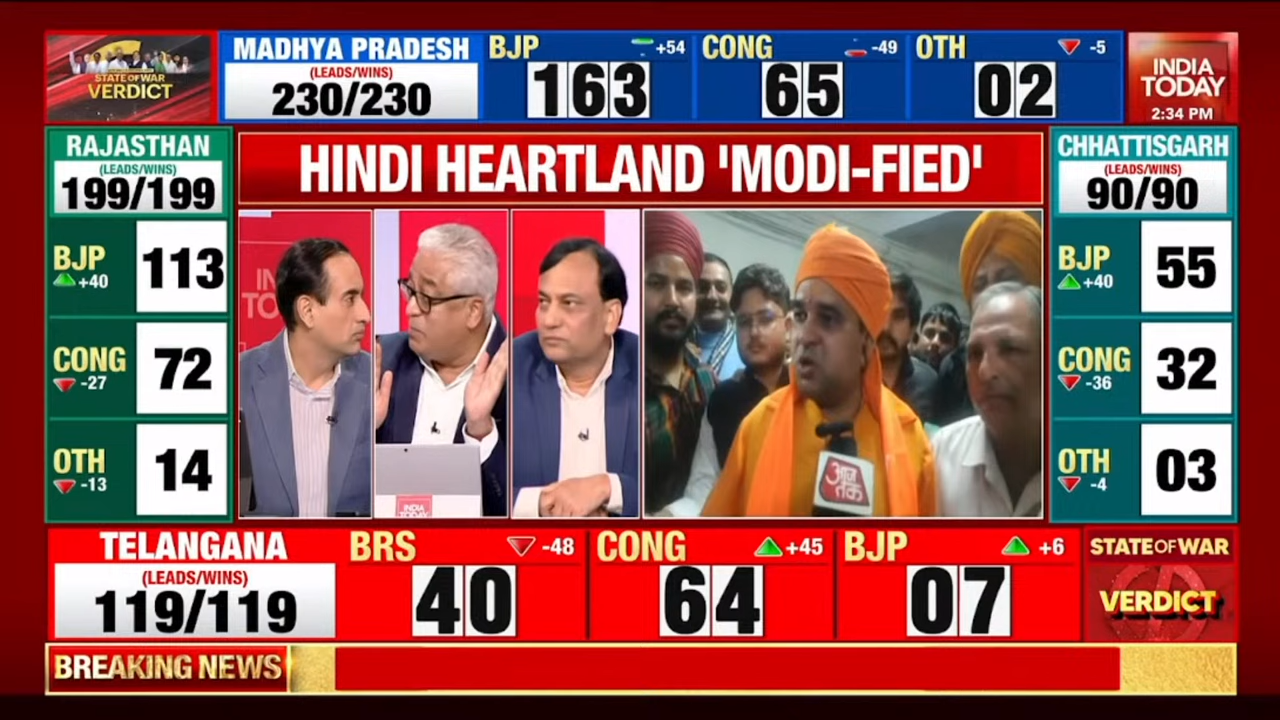 STATE OF WAR
VERDICT
MADHYA PRADESH
(LEADS/WINS)
230/230
BJP +54
163
CONG -49
65
OTH -5
02
INDIA
TODAY
2:34 PM
RAJASTHAN
(LEADS/WINS)
199/199
BJP
+40
113
CONG
-27
72
OTH
-13
14
HINDI HEARTLAND 'MODI-FIED'
आज
तक
INDIA
TODAY
CHHATTISGARH
(LEADS/WINS)
90/90
BJP
+40
55
CONG
-36
32
OTH
-4
03
TELANGANA
(LEADS/WINS)
119/119
BRS -48
40
CONG +45
64
BJP +6
07
STATE OF WAR
VERDICT
BREAKING NEWS